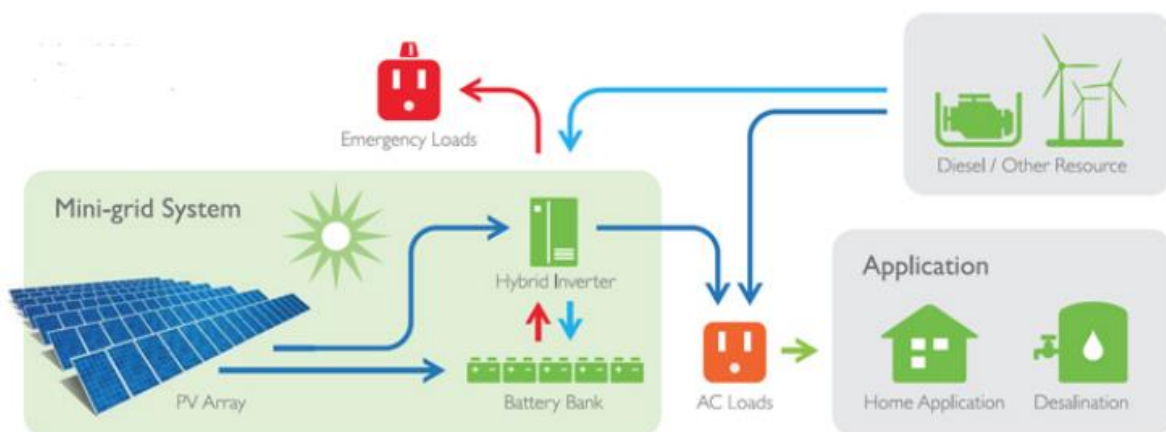 Emergency Loads
Diesel / Other Resource
Mini-grid System
Hybrid Inverter
Application
PV Array
Battery Bank
AC Loads
Home Application
Desalination